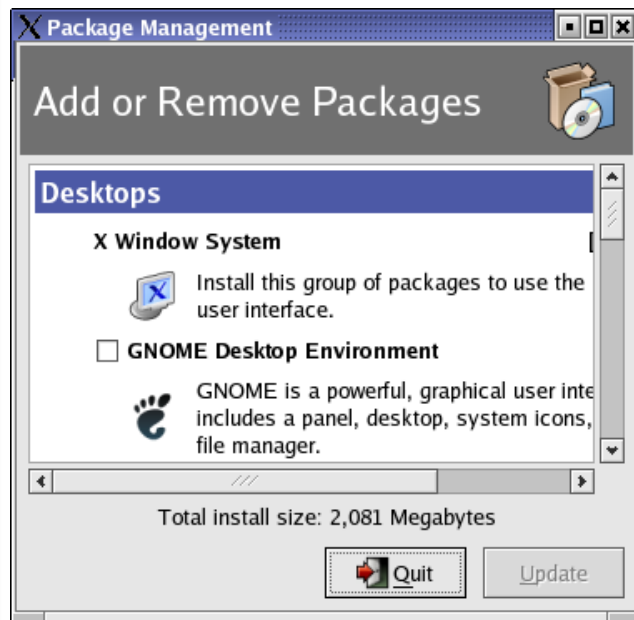 Package Management
Add or Remove Packages
Desktops
X Window System
Install this group of packages to use the
user interface.
GNOME Desktop Environment
GNOME is a powerful, graphical user inte
includes a panel, desktop, system icons,
file manager.
Total install size: 2,081 Megabytes
Quit
Update